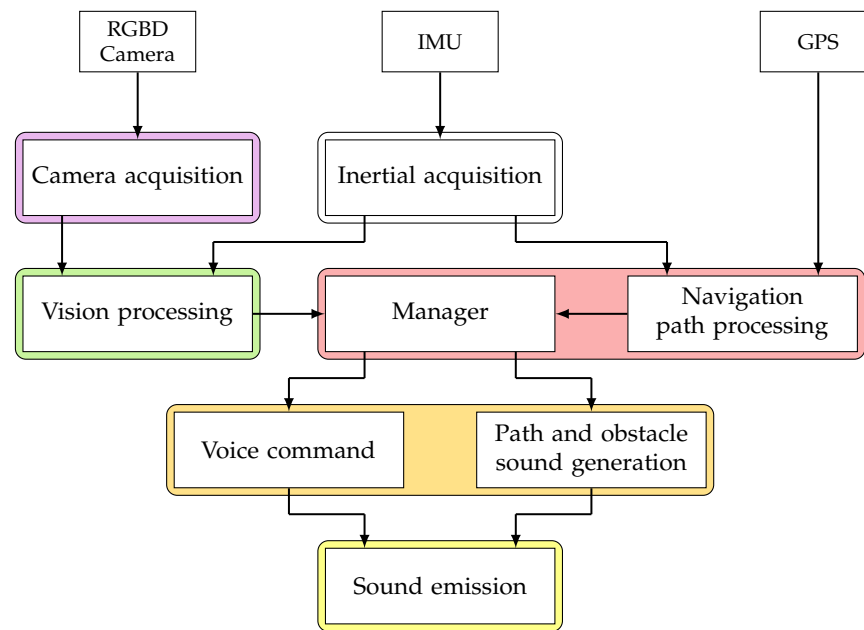 RGBD
Camera
IMU
GPS
Camera acquisition
Inertial acquisition
Vision processing
Manager
Navigation
path processing
Voice command
Path and obstacle
sound generation
Sound emission